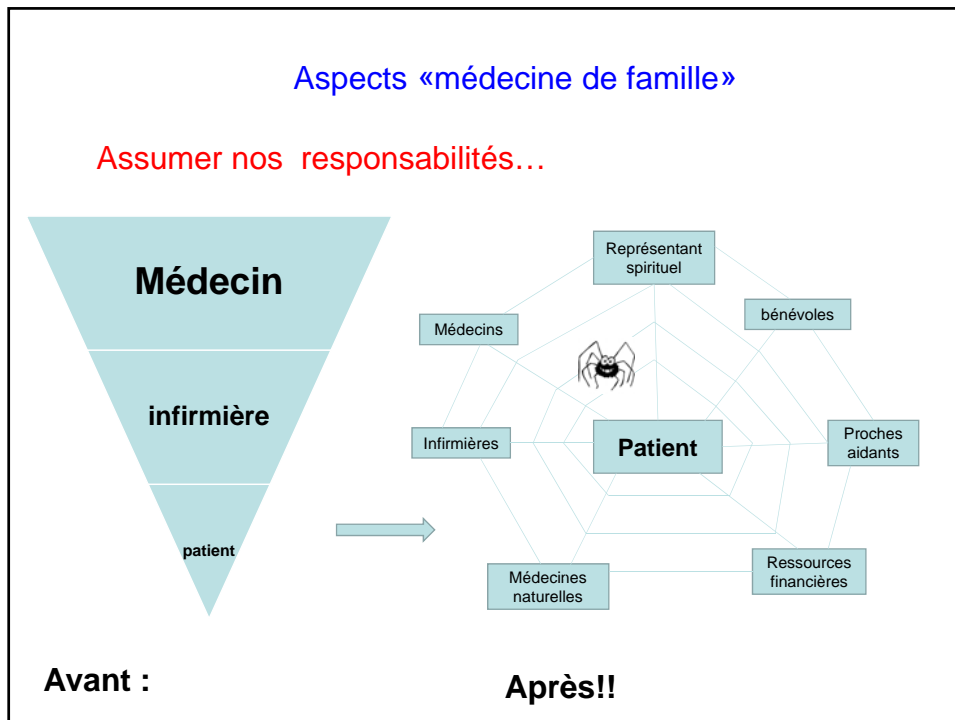 Aspects «médecine de famille»
Assumer nos  responsabilités…
Médecin
infirmière
patient
Représentant
spirituel
Médecins
bénévoles
Infirmières
Patient
Proches
aidants
Médecines
naturelles
Ressources
financières
Avant :
Après!!